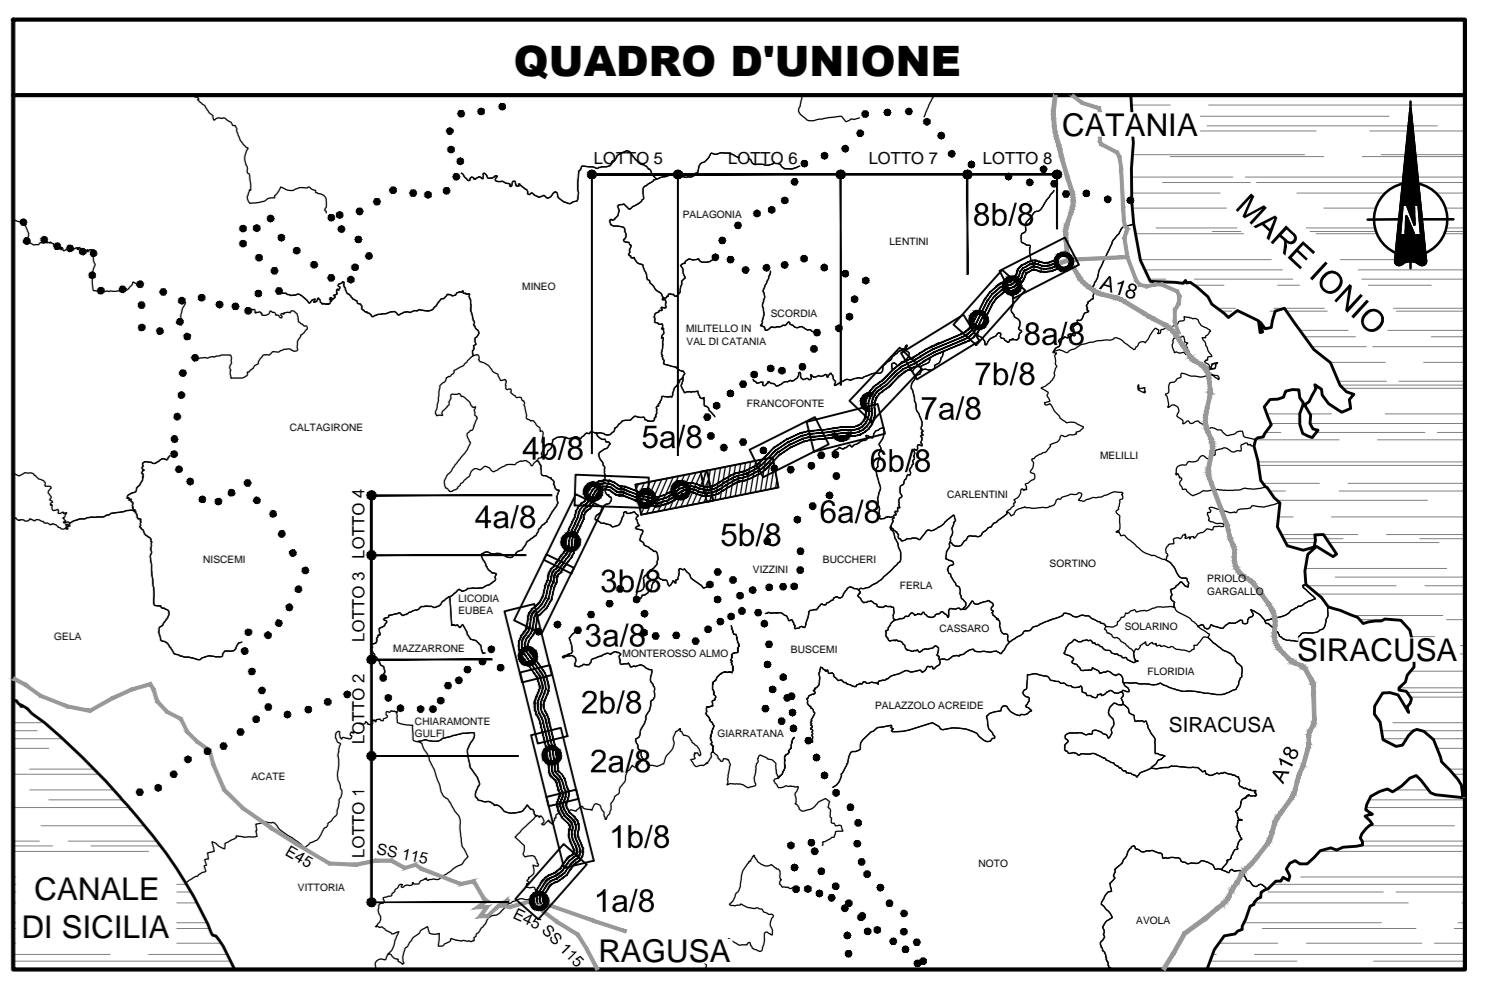 QUADRO D'UNIONE
CATANIA
LOTTO 5
LOTTO 6
LOTTO 7
LOTTO 8
PALAGONIA
8b/8
MARE IONIO
N
LENTINI
MINEO
A18
SCORDIA
MILITELLO IN
VAL DI CATANIA
8a/8
7b/8
FRANCOFONTE
7a/8
CALTAGIRONE
4b/8
5a/8
6b/8
MELILLI
CARLENTINI
LOTTO 4
4a/8
6a/8
5b/8
NISCEMI
VIZZINI
BUCCHERI
SORTINO
FERLA
PRIOLO
GARGALLO
3b/8
LOTTO 3
LICODIA
EUBEA
GELA
3a/8
CASSARO
SOLARINO
MAZZARRONE
MONTEROSSO ALMO
BUSCEMI
SIRACUSA
FLORIDIA
LOTTO 2
2b/8
PALAZZOLO ACREIDE
SIRACUSA
CHIARAMONTE
GULFI
GIARRATANA
2a/8
A18
ACATE
LOTTO 1
1b/8
E45
SS 115
NOTO
VITTORIA
CANALE
DI SICILIA
1a/8
E45 SS 115
AVOLA
RAGUSA